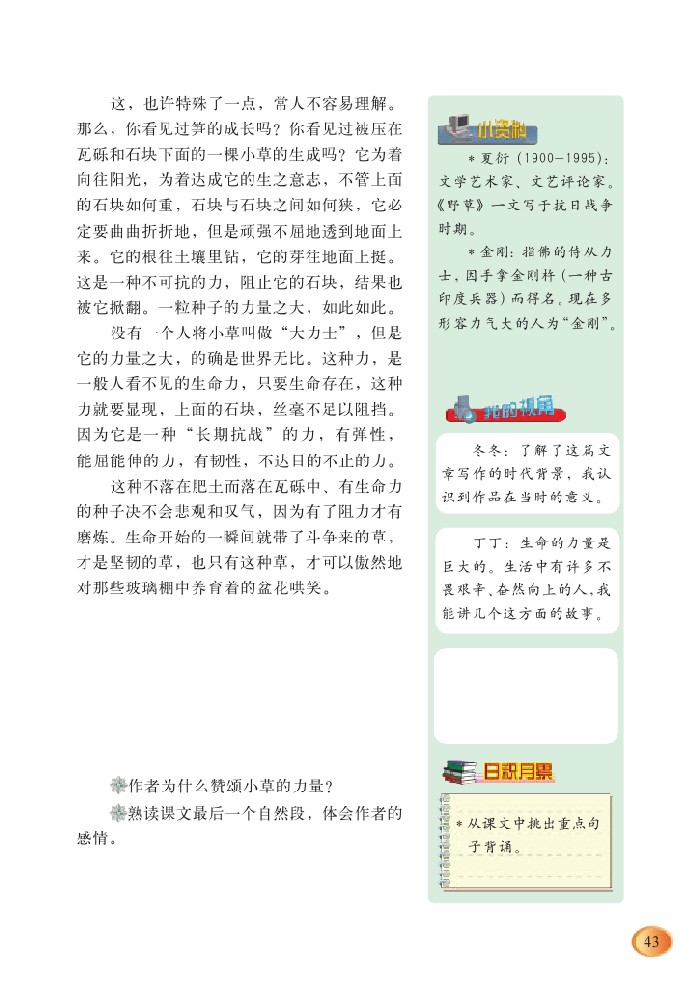 这，也许特殊了一点，常人不容易理解。
那么，你看见过笋的成长吗？你看见过被压在
瓦砾和石块下面的一棵小草的生成吗？它为着
向往阳光，为着达成它的生之意志，不管上面
的石块如何重，石块与石块之间如何狭，它必
定要曲曲折折地，但是顽强不屈地透到地面上
来。它的根往土壤里钻，它的芽往地面上挺。
这是一种不可抗的力，阻止它的石块，结果也
被它掀翻。一粒种子的力量之大，如此如此。
没有一个人将小草叫做“大力士”，但是
它的力量之大，的确是世界无比。这种力，是
一般人看不见的生命力，只要生命存在，这种
力就要显现，上面的石块，丝毫不足以阻挡。
因为它是一种“长期抗战”的力，有弹性，
能屈能伸的力，有韧性，不达目的不止的力。
这种不落在肥土而落在瓦砾中、有生命力
的种子决不会悲观和叹气，因为有了阻力才有
磨炼。生命开始的一瞬间就带了斗争来的草，
才是坚韧的草，也只有这种草，才可以傲然地
对那些玻璃棚中养育着的盆花哄笑。
作者为什么赞颂小草的力量？
熟读课文最后一个自然段，体会作者的
感情。
小资料
*夏衍（1900-1995）：
文学艺术家、文艺评论家。
《野草》一文写于抗日战争
时期。
*金刚：指佛的侍从力
士，因手拿金刚杵（一种古
印度兵器）而得名。现在多
形容力气大的人为“金刚”。
我的视角
冬冬：了解了这篇文
章写作的时代背景，我认
识到作品在当时的意义。
丁丁：生命的力量是
巨大的。生活中有许多不
畏艰辛、奋然向上的人，我
能讲几个这方面的故事。
日积月累
*从课文中挑出重点句
子背诵。
43